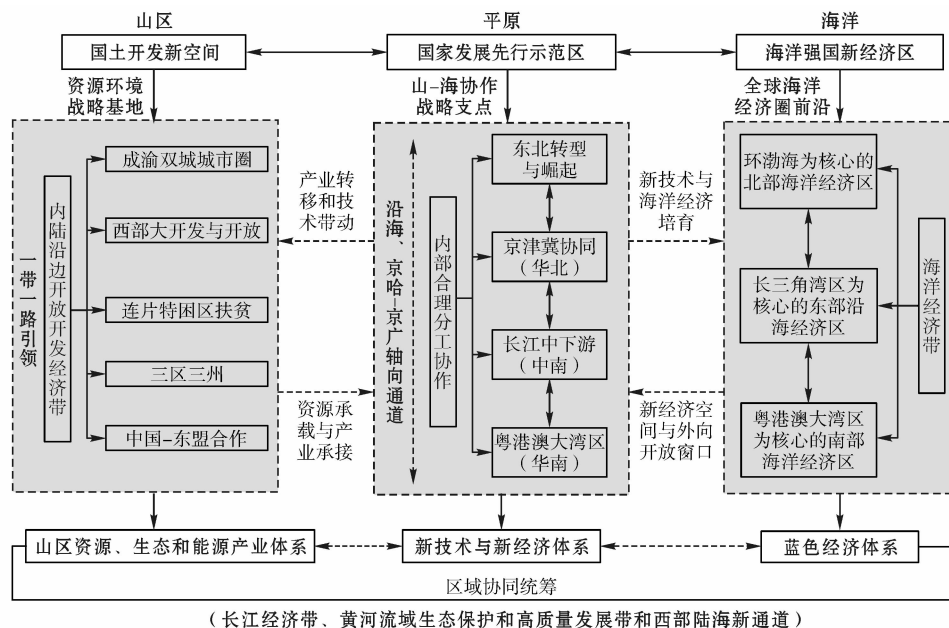 山区
平原
海洋
国土开发新空间
国家发展先行示范区
海洋强国新经济区
资源环境
战略基地
山-海协作
战略支点
全球海洋
经济圈前沿
一带一路引领
内陆沿边开放开发经济带
成渝双城城市圈
西部大开发与开放
连片特困区扶贫
三区三州
中国-东盟合作
产业转
移和技
术带动
资源承
载与产
业承接
沿海、京哈-京广轴向通道
内部合理分工协作
东北转型
与崛起
京津冀协同
(华北)
长江中下游
(中南)
粤港澳大湾区
(华南)
新技术与
海洋经济
培育
新经济空
间与外向
开放窗口
环渤海为核心的
北部海洋经济区
长三角湾区为
核心的东部沿
海经济区
粤港澳大湾区
为核心的南部
海洋经济区
海洋经济带
山区资源、生态和能源产业体系
新技术与新经济体系
蓝色经济体系
区域协同统筹
(长江经济带、黄河流域生态保护和高质量发展带和西部陆海新通道)